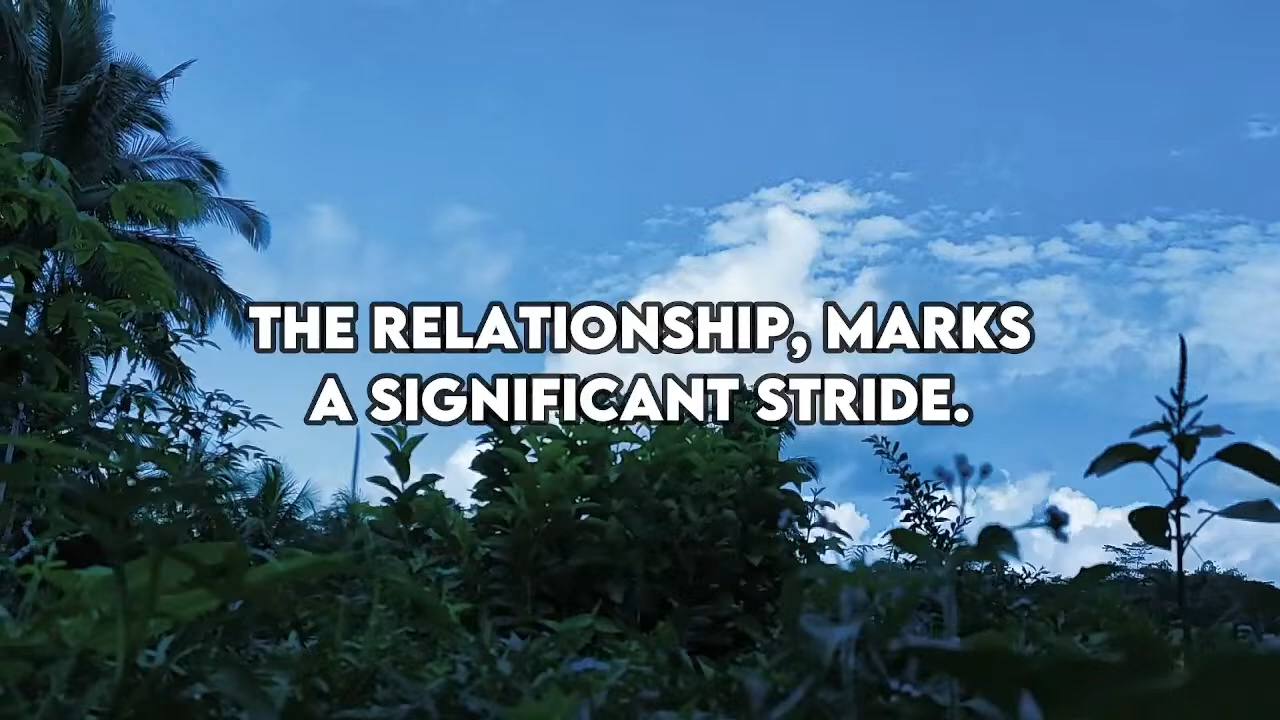 THE RELATIONSHIP, MARKS
A SIGNIFICANT STRIDE.